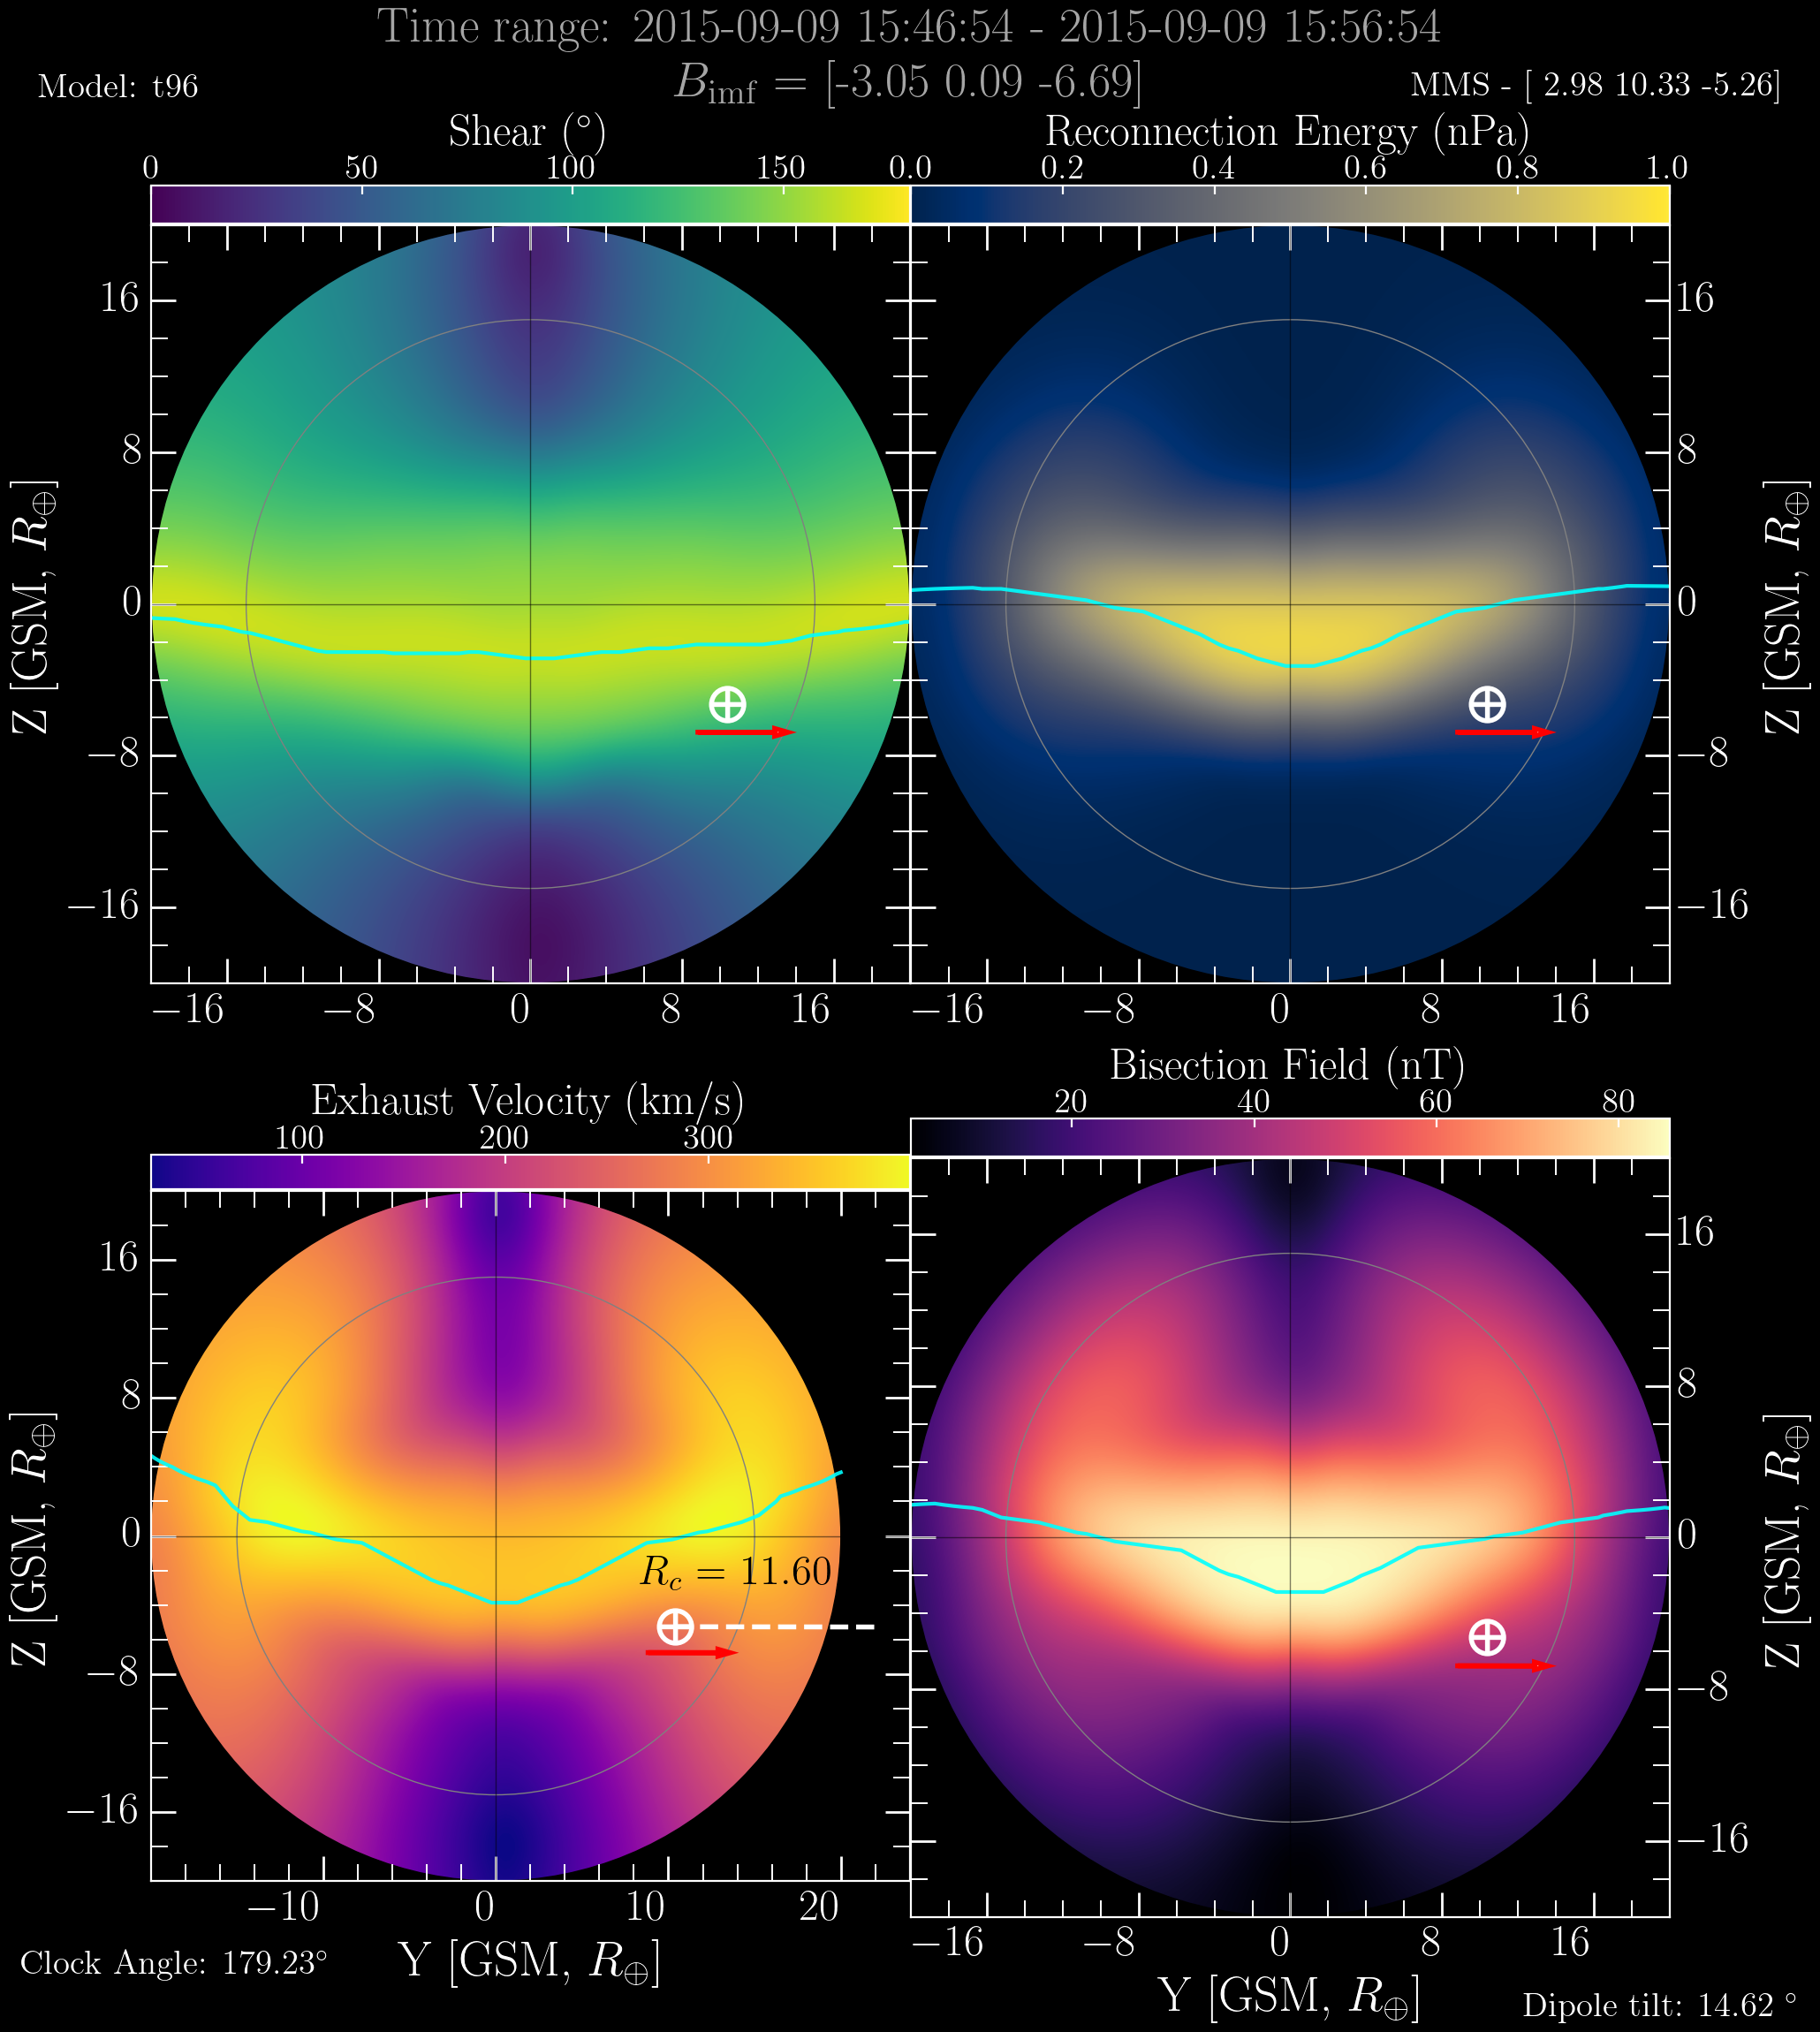 Time range: 2015-09-09 15:46:54 - 2015-09-09 15:56:54
Model: t96
B_imf = [-3.05 0.09 -6.69]
MMS - [ 2.98 10.33 -5.26]
Shear (°)
Reconnection Energy (nPa)
0 50 100 150
0.0 0.2 0.4 0.6 0.8 1.0
16
8
0
−8
−16
Z [GSM, R⊕]
−16 −8 0 8 16
16
8
0
−8
−16
Z [GSM, R⊕]
−16 −8 0 8 16
Exhaust Velocity (km/s)
100 200 300
16
8
0
−8
−16
Z [GSM, R⊕]
R_c = 11.60
−10 0 10 20
Y [GSM, R⊕]
Bisection Field (nT)
20 40 60 80
16
8
0
−8
−16
Z [GSM, R⊕]
−16 −8 0 8 16
Y [GSM, R⊕]
Clock Angle: 179.23°
Dipole tilt: 14.62 °